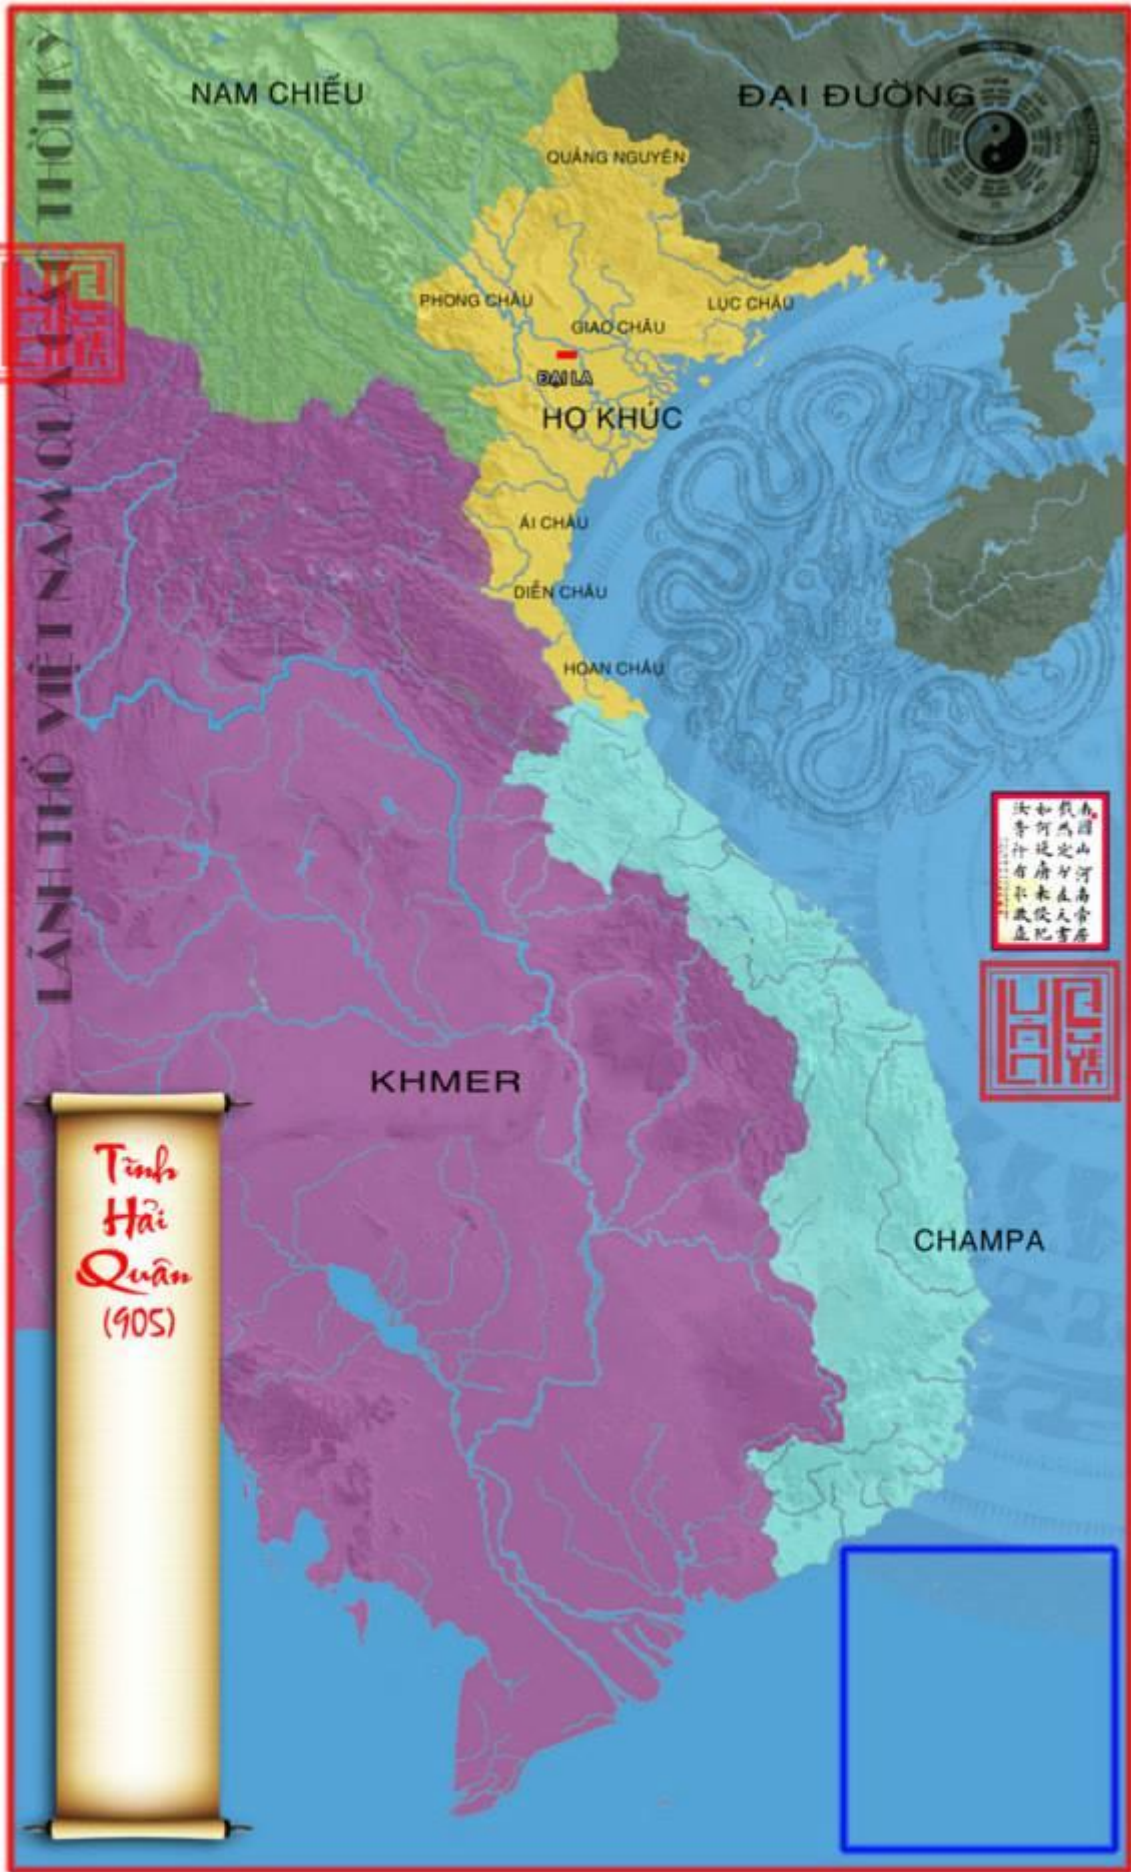 NAM CHIẾU
ĐẠI ĐƯỜNG
QUẢNG NGUYÊN
PHONG CHÂU
LỤC CHÂU
GIAO CHÂU
ĐẠI LA
HỌ KHÚC
ÁI CHÂU
DIỄN CHÂU
HOAN CHÂU
LÃNH THỔ VIỆT NAM QUA CÁC THỜI KỲ
KHMER
CHAMPA
Tĩnh
Hải
Quân
(905)